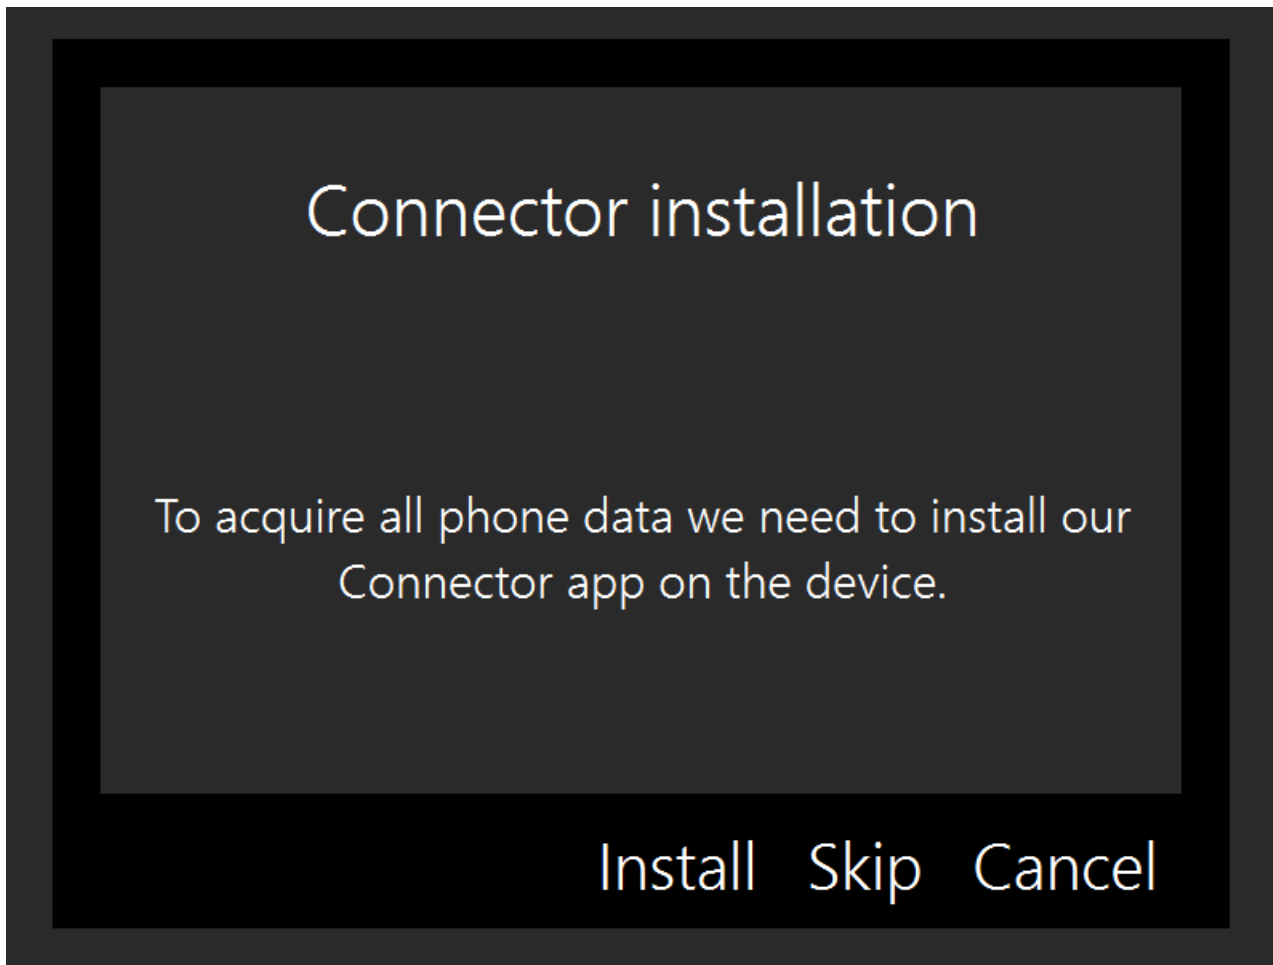 Connector installation
To acquire all phone data we need to install our
Connector app on the device.
Install Skip Cancel